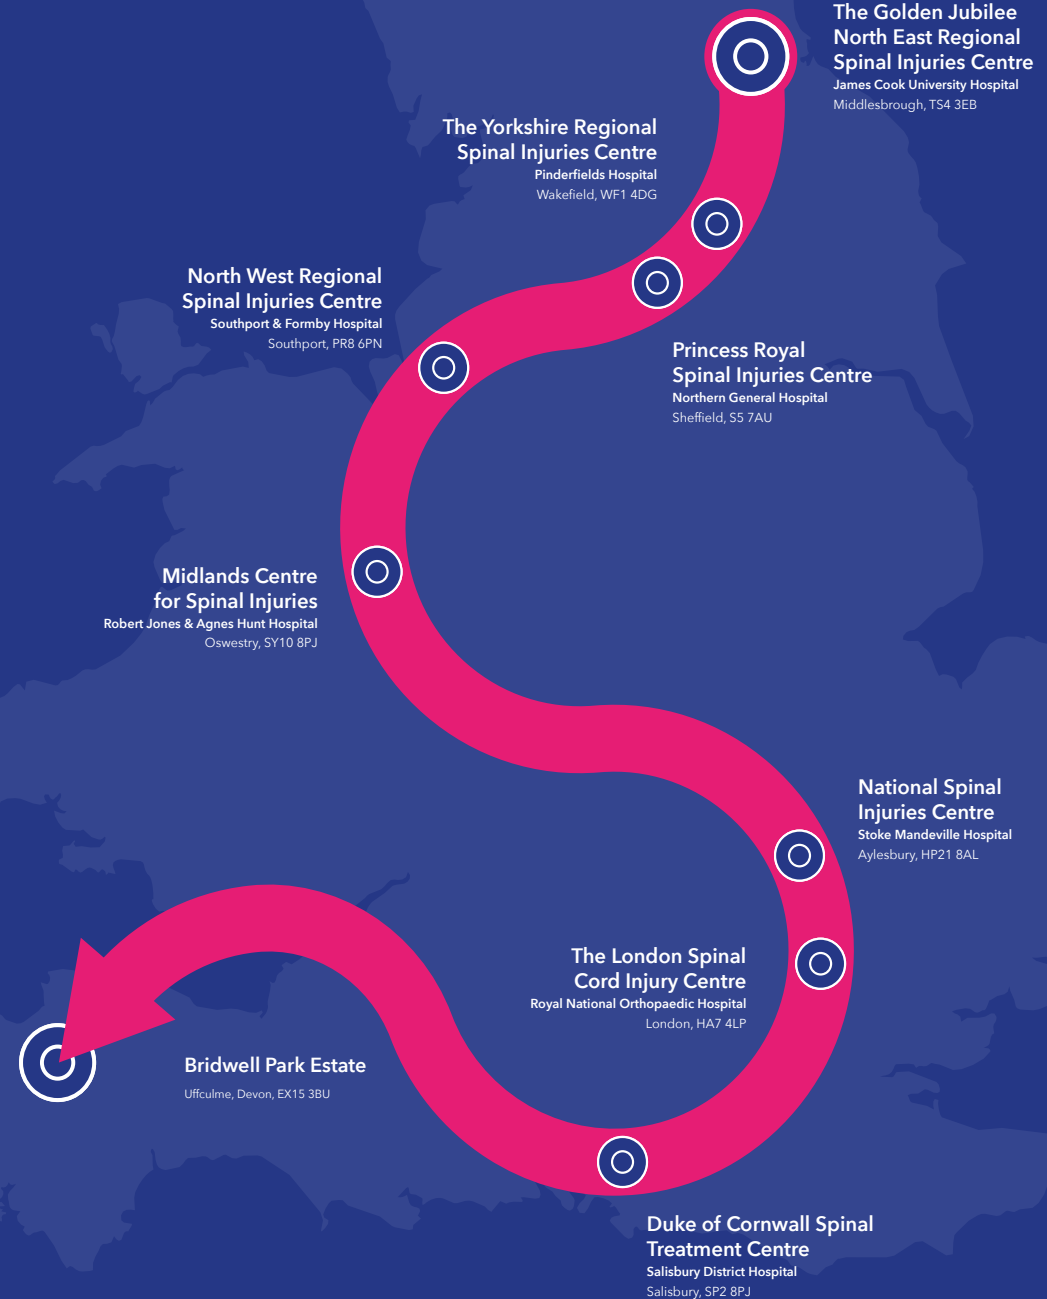 The Golden Jubilee
North East Regional
Spinal Injuries Centre
James Cook University Hospital
Middlesbrough, TS4 3EB
The Yorkshire Regional
Spinal Injuries Centre
Pinderfields Hospital
Wakefield, WF1 4DG
North West Regional
Spinal Injuries Centre
Southport & Formby Hospital
Southport, PR8 6PN
Princess Royal
Spinal Injuries Centre
Northern General Hospital
Sheffield, S5 7AU
Midlands Centre
for Spinal Injuries
Robert Jones & Agnes Hunt Hospital
Oswestry, SY10 8PJ
National Spinal
Injuries Centre
Stoke Mandeville Hospital
Aylesbury, HP21 8AL
The London Spinal
Cord Injury Centre
Royal National Orthopaedic Hospital
London, HA7 4LP
Bridwell Park Estate
Uffculme, Devon, EX15 3BU
Duke of Cornwall Spinal
Treatment Centre
Salisbury District Hospital
Salisbury, SP2 8PJ